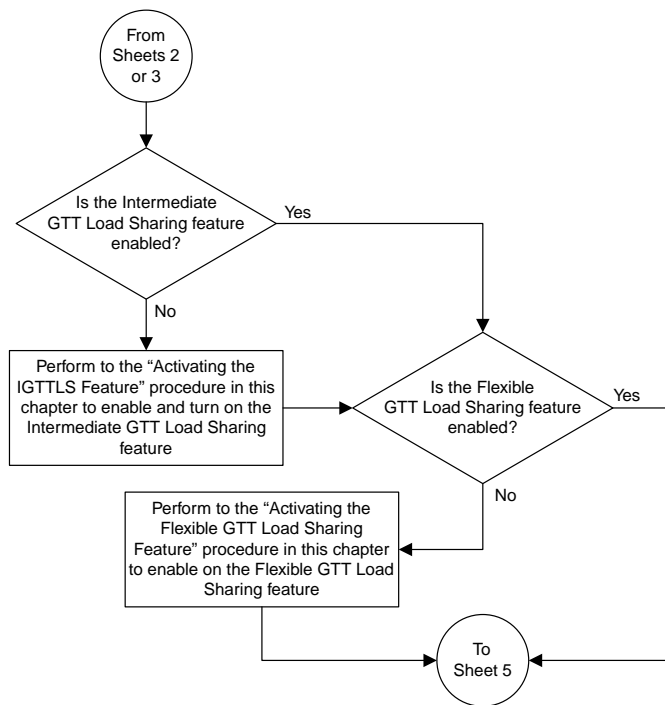 From
Sheets 2
or 3
Is the Intermediate
GTT Load Sharing feature
enabled?
Yes
No
Perform to the “Activating the
IGTTLS Feature” procedure in this
chapter to enable and turn on the
Intermediate GTT Load Sharing
feature
Is the Flexible
GTT Load Sharing feature
enabled?
Yes
No
Perform to the “Activating the
Flexible GTT Load Sharing
Feature” procedure in this chapter
to enable on the Flexible GTT Load
Sharing feature
To
Sheet 5